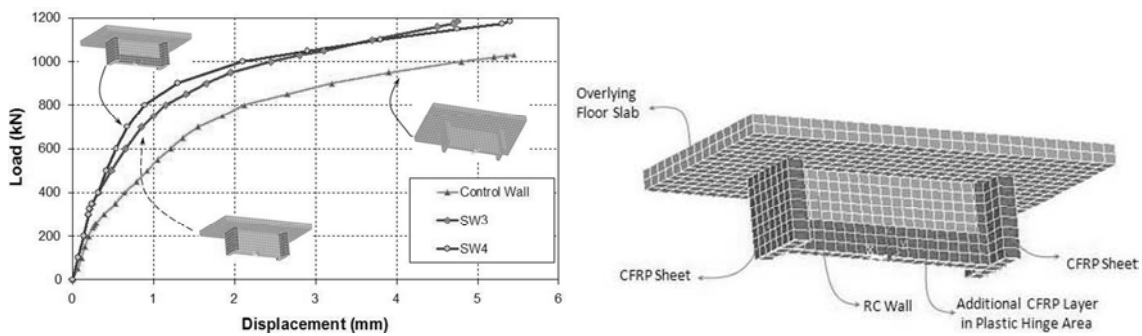 1200
1000
800
600
400
200
0
Load (kN)
0 1 2 3 4 5 6
Displacement (mm)
Control Wall
SW3
SW4
Overlying
Floor Slab
CFRP Sheet
RC Wall
Additional CFRP Layer
in Plastic Hinge Area
CFRP Sheet